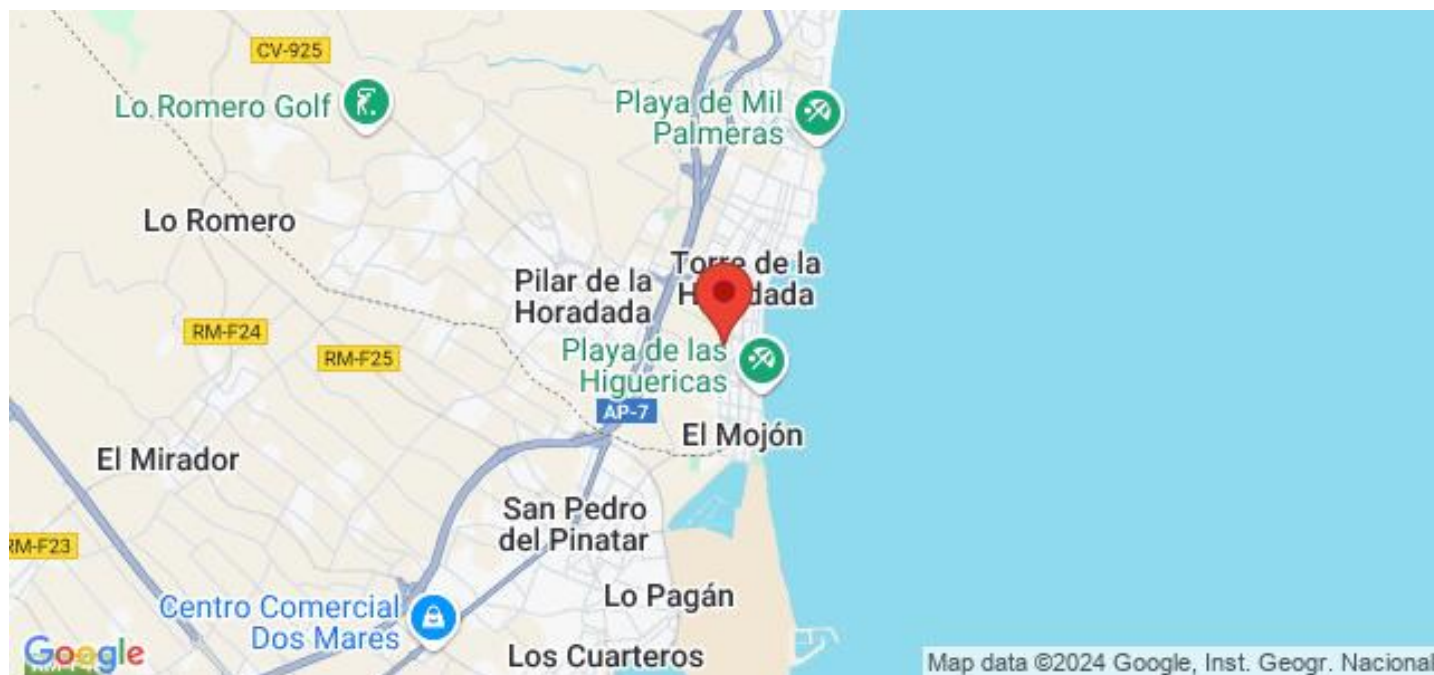 CV-925
Lo Romero Golf
Playa de Mil
Palmeras
Lo Romero
Torre de la
Pilar de la
Horadada
RM-F24
RM-F25
Playa de las
Higuericas
AP-7
El Mojón
El Mirador
San Pedro
del Pinatar
RM-F23
Lo Pagán
Centro Comercial
Dos Mares
Los Cuarteros
Google
Map data ©2024 Google, Inst. Geogr. Nacional